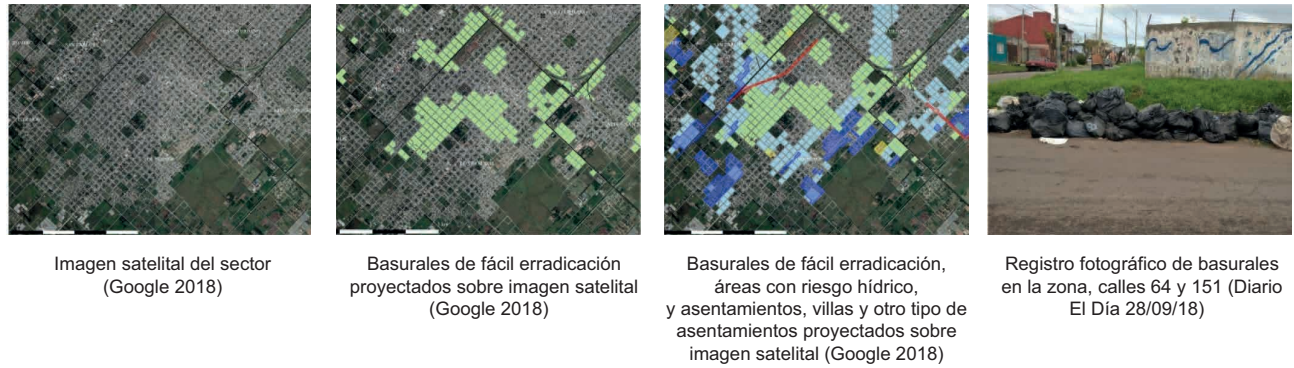 Imagen satelital del sector
(Google 2018)
Basurales de fácil erradicación
proyectados sobre imagen satelital
(Google 2018)
Basurales de fácil erradicación,
áreas con riesgo hídrico,
y asentamientos, villas y otro tipo de
asentamientos proyectados sobre
imagen satelital (Google 2018)
Registro fotográfico de basurales
en la zona, calles 64 y 151 (Diario
El Día 28/09/18)